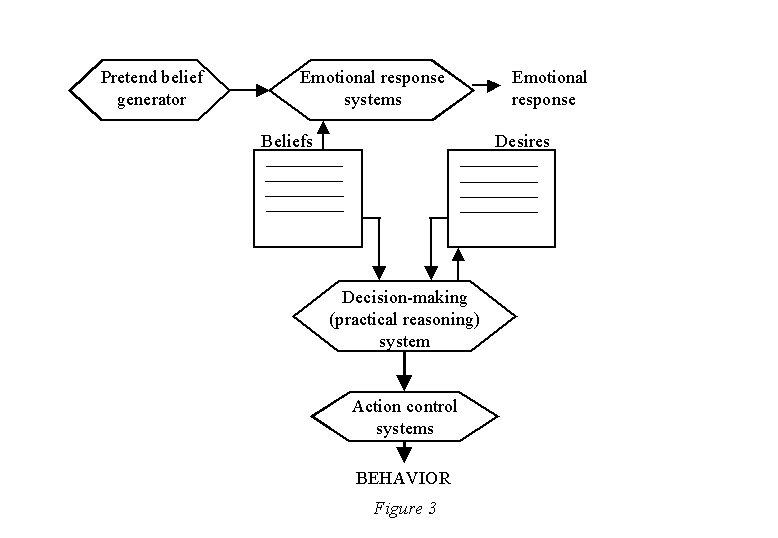 Pretend belief
generator
Emotional response
systems
Emotional
response
Beliefs
Desires
Decision-making
(practical reasoning)
system
Action control
systems
BEHAVIOR
Figure 3